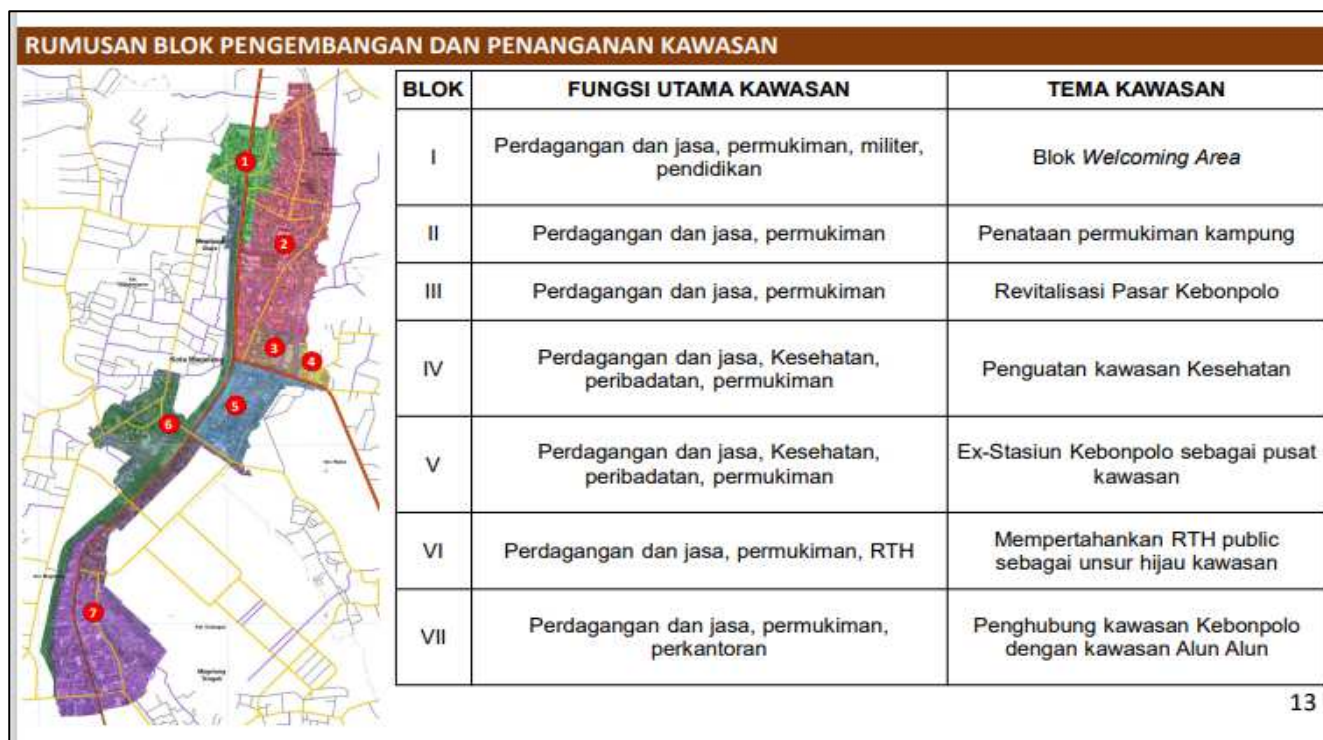 RUMUSAN BLOK PENGEMBANGAN DAN PENANGANAN KAWASAN
1
2
3
4
5
6
7
BLOK
FUNGSI UTAMA KAWASAN
TEMA KAWASAN
I
Perdagangan dan jasa, permukiman, militer,
pendidikan
Blok Welcoming Area
II
Perdagangan dan jasa, permukiman
Penataan permukiman kampung
III
Perdagangan dan jasa, permukiman
Revitalisasi Pasar Kebonpolo
IV
Perdagangan dan jasa, Kesehatan,
peribadatan, permukiman
Penguatan kawasan Kesehatan
V
Perdagangan dan jasa, Kesehatan,
peribadatan, permukiman
Ex-Stasiun Kebonpolo sebagai pusat
kawasan
VI
Perdagangan dan jasa, permukiman, RTH
Mempertahankan RTH public
sebagai unsur hijau kawasan
VII
Perdagangan dan jasa, permukiman,
perkantoran
Penghubung kawasan Kebonpolo
dengan kawasan Alun Alun
13